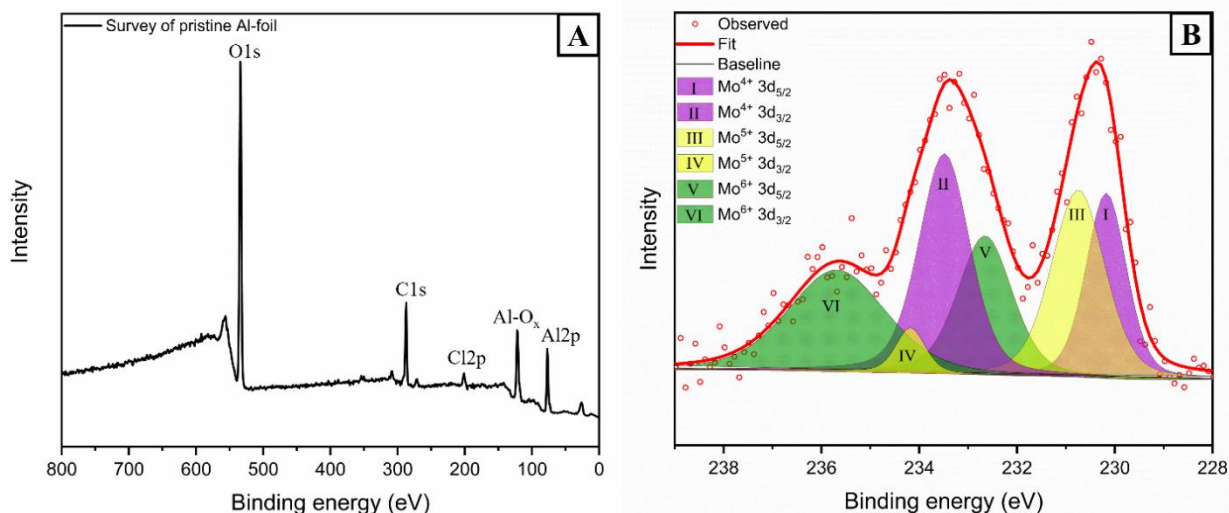 Survey of pristine Al-foil
A
O1s
C1s
Cl2p
Al-Oₓ
Al2p
Intensity
800 700 600 500 400 300 200 100 0
Binding energy (eV)
Observed
Fit
Baseline
I Mo⁴⁺ 3d₅/₂
II Mo⁴⁺ 3d₃/₂
III Mo⁵⁺ 3d₅/₂
IV Mo⁵⁺ 3d₃/₂
V Mo⁶⁺ 3d₅/₂
VI Mo⁶⁺ 3d₃/₂
B
II
III
I
V
VI
IV
Intensity
238 236 234 232 230 228
Binding energy (eV)